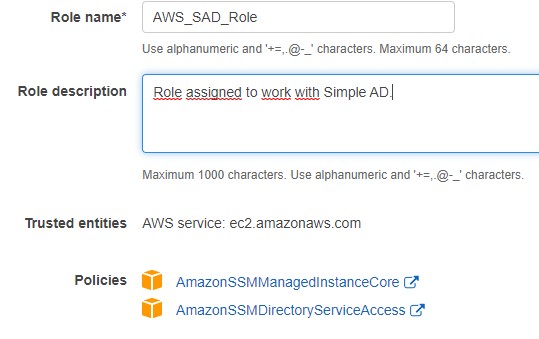 Role name* AWS_SAD_Role
Use alphanumeric and '+=,.@-_' characters. Maximum 64 characters.
Role description Role assigned to work with Simple AD.
Maximum 1000 characters. Use alphanumeric and '+=,.@-_' characters.
Trusted entities AWS service: ec2.amazonaws.com
Policies AmazonSSMManagedInstanceCore
AmazonSSMDirectoryServiceAccess